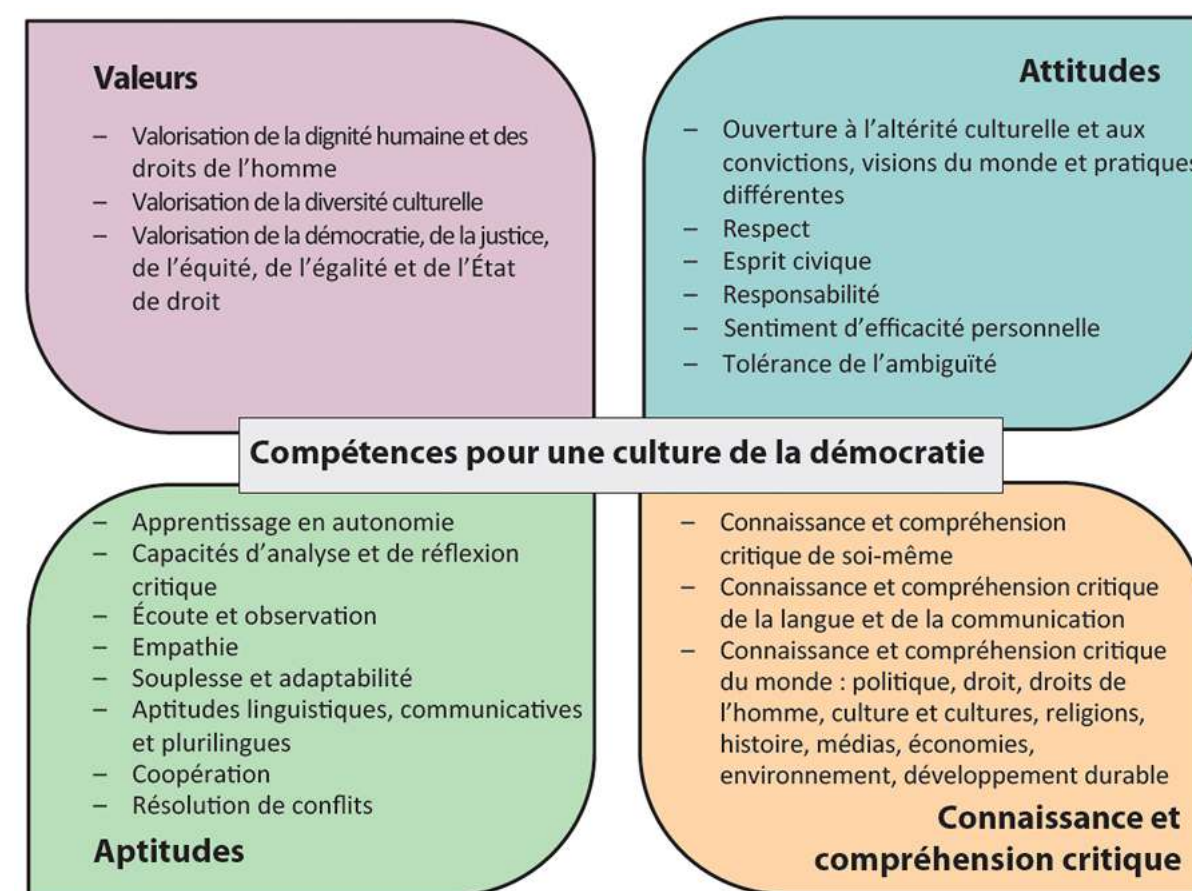 Valeurs
– Valorisation de la dignité humaine et des
droits de l’homme
– Valorisation de la diversité culturelle
– Valorisation de la démocratie, de la justice,
de l’équité, de l’égalité et de l’État
de droit
Attitudes
– Ouverture à l’altérité culturelle et aux
convictions, visions du monde et pratiques
différentes
– Respect
– Esprit civique
– Responsabilité
– Sentiment d’efficacité personnelle
– Tolérance de l’ambiguïté
Compétences pour une culture de la démocratie
– Apprentissage en autonomie
– Capacités d’analyse et de réflexion
critique
– Écoute et observation
– Empathie
– Souplesse et adaptabilité
– Aptitudes linguistiques, communicatives
et plurilingues
– Coopération
– Résolution de conflits
Aptitudes
– Connaissance et compréhension
critique de soi-même
– Connaissance et compréhension critique
de la langue et de la communication
– Connaissance et compréhension critique
du monde : politique, droit, droits de
l’homme, culture et cultures, religions,
histoire, médias, économies,
environnement, développement durable
Connaissance et
compréhension critique